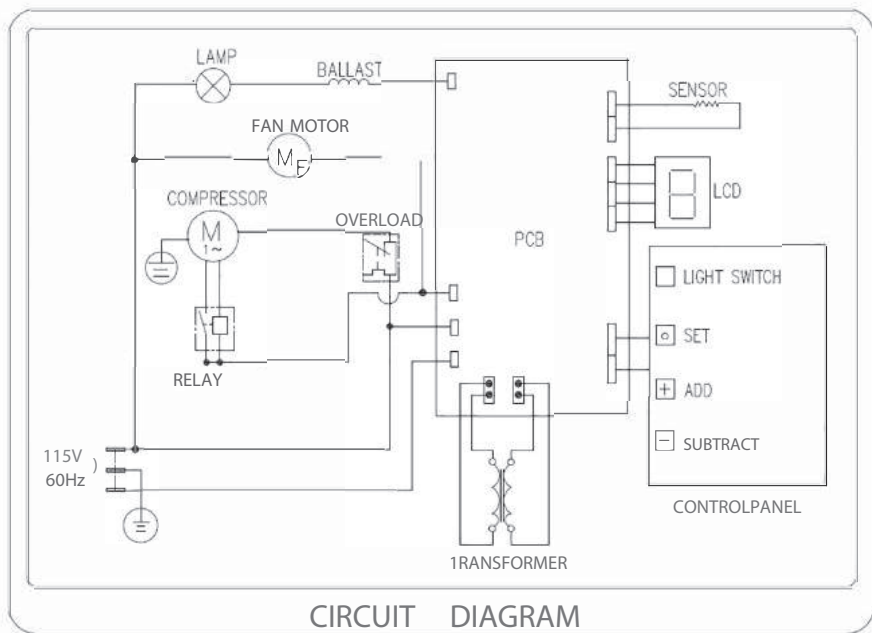 LAMP
BALLAST
SENSOR
FAN MOTOR
M F
LCD
COMPRESSOR
M
1~
OVERLOAD
PCB
LIGHT SWITCH
SET
+ ADD
RELAY
- SUBTRACT
115V
)
60Hz
CONTROLPANEL
1RANSFORMER
CIRCUIT DIAGRAM